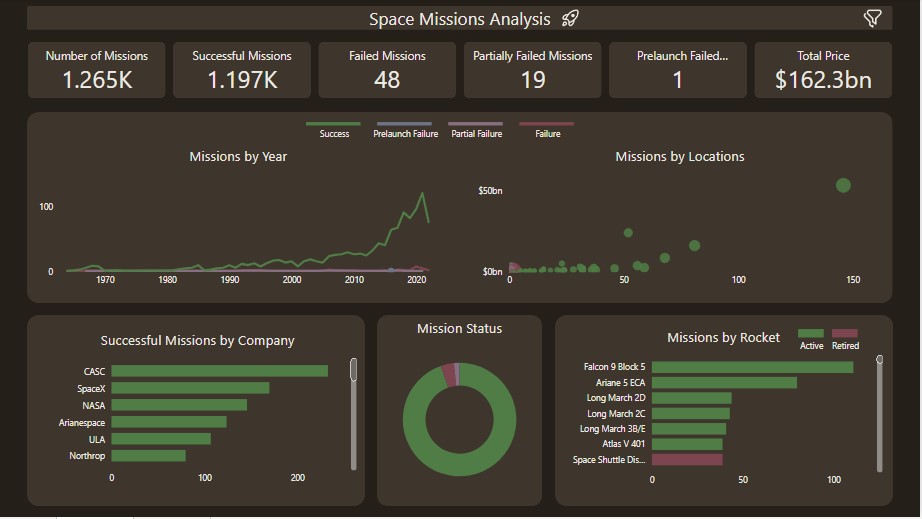 Space Missions Analysis
Number of Missions
1.265K
Successful Missions
1.197K
Failed Missions
48
Partially Failed Missions
19
Prelaunch Failed...
1
Total Price
$162.3bn
Success
Prelaunch Failure
Partial Failure
Failure
Missions by Year
100
0
1970
1980
1990
2000
2010
2020
Missions by Locations
$50bn
$0bn
0
50
100
150
Successful Missions by Company
CASC
SpaceX
NASA
Arianespace
ULA
Northrop
0
100
200
Mission Status
Missions by Rocket
Active
Retired
Falcon 9 Block 5
Ariane 5 ECA
Long March 2D
Long March 2C
Long March 3B/E
Atlas V 401
Space Shuttle Dis...
0
50
100